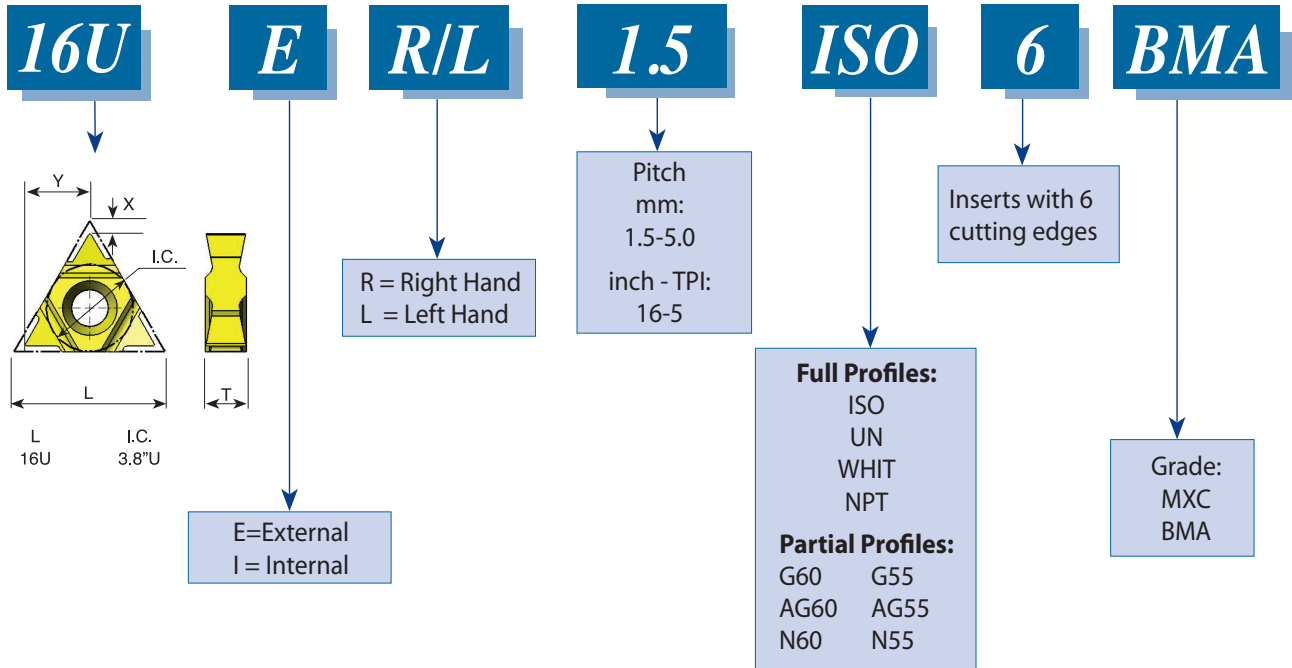 16U E R/L 1.5 ISO 6 BMA
Y
X
I.C.
L
T
L I.C.
16U 3.8"U
E=External
I = Internal
R = Right Hand
L = Left Hand
Pitch
mm:
1.5-5.0
inch - TPI:
16-5
Full Profiles:
ISO
UN
WHIT
NPT
Partial Profiles:
G60 G55
AG60 AG55
N60 N55
Inserts with 6
cutting edges
Grade:
MXC
BMA